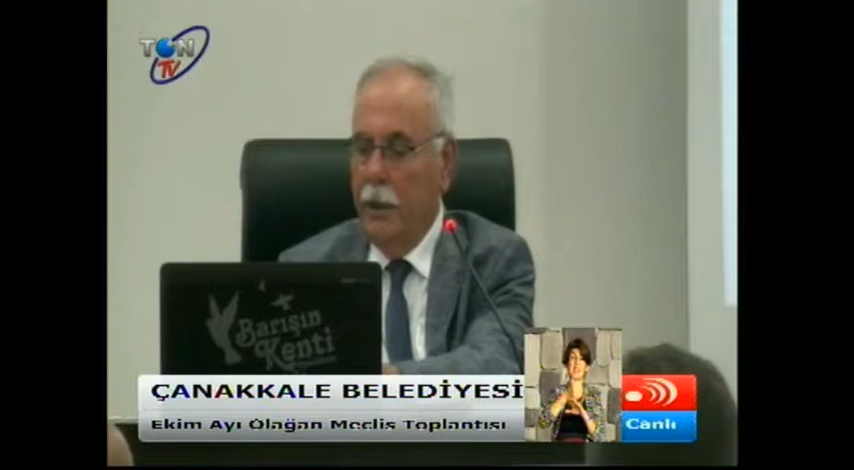 TON
TV
Barışın
Kenti
ÇANAKKALE BELEDİYESİ
Ekim Ayı Olağan Meclis Toplantısı
Canlı